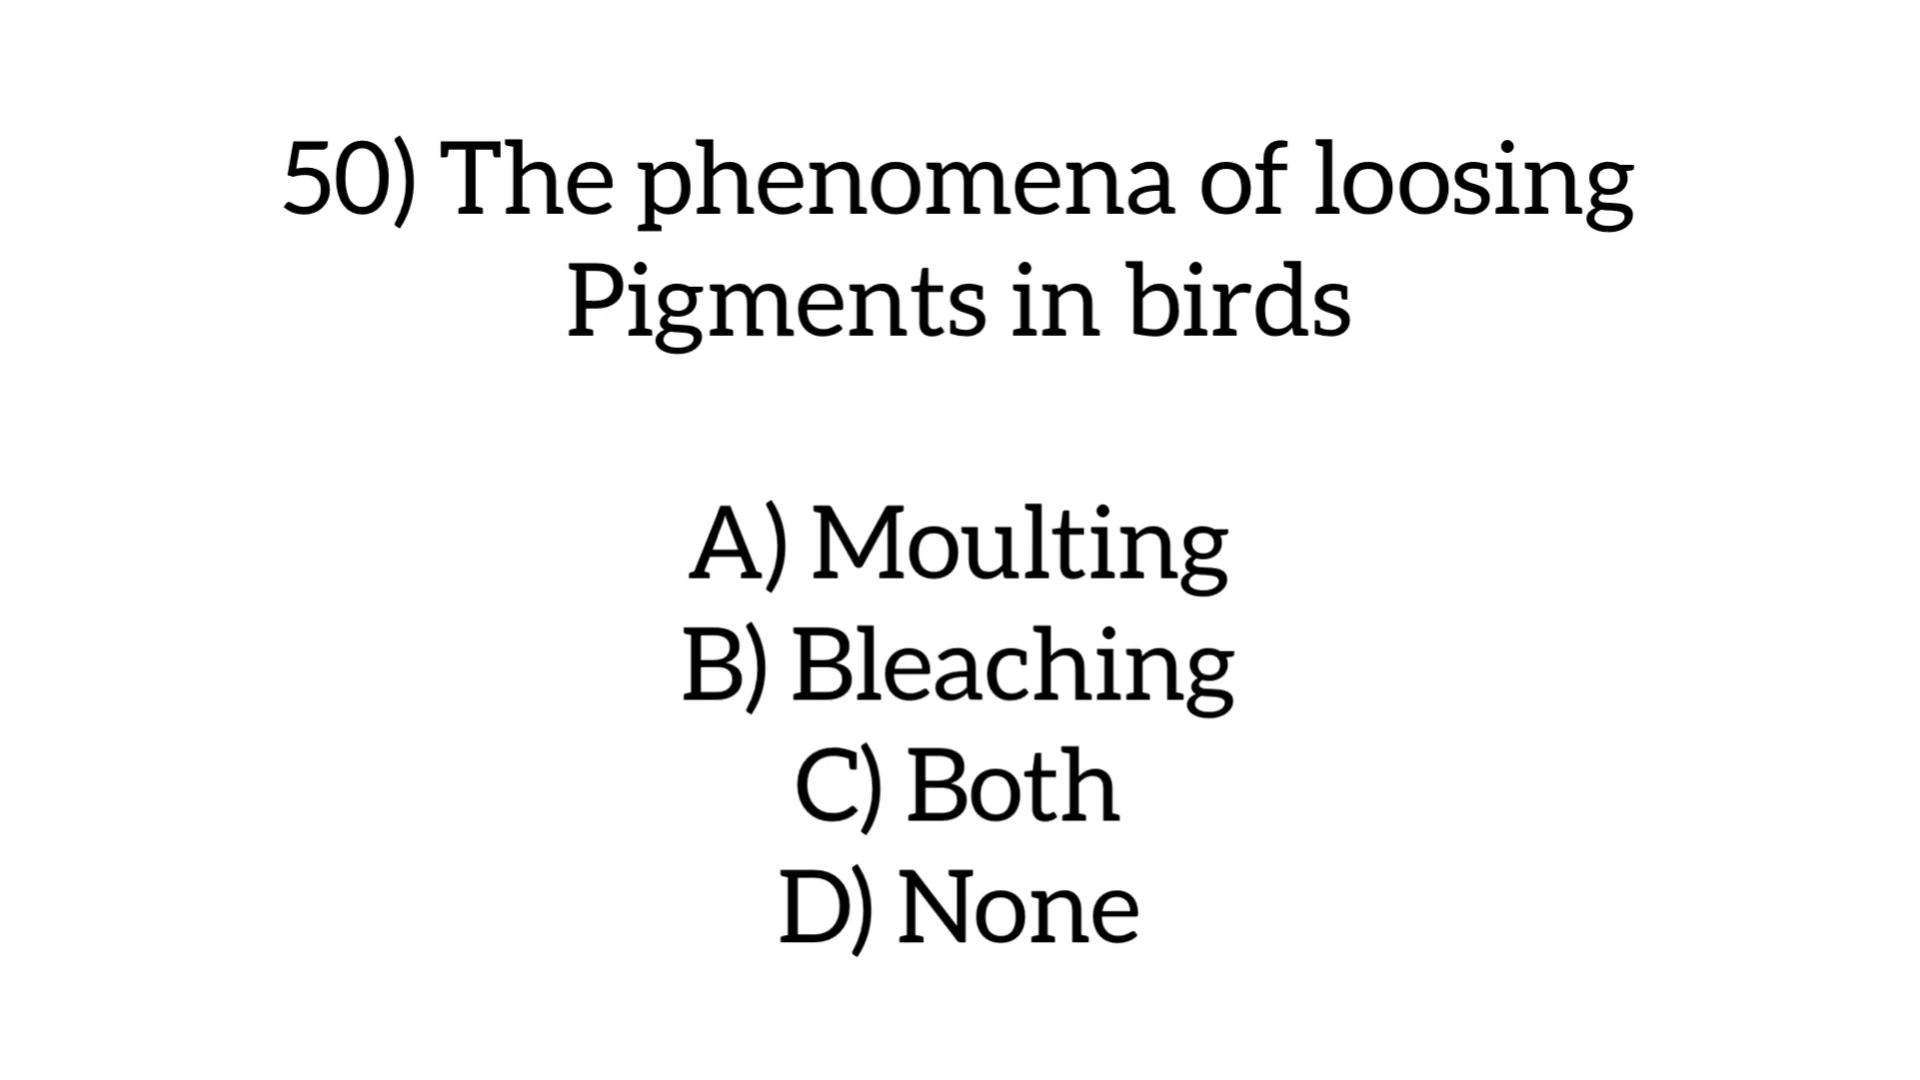 50) The phenomena of loosing
Pigments in birds
A) Moulting
B) Bleaching
C) Both
D) None